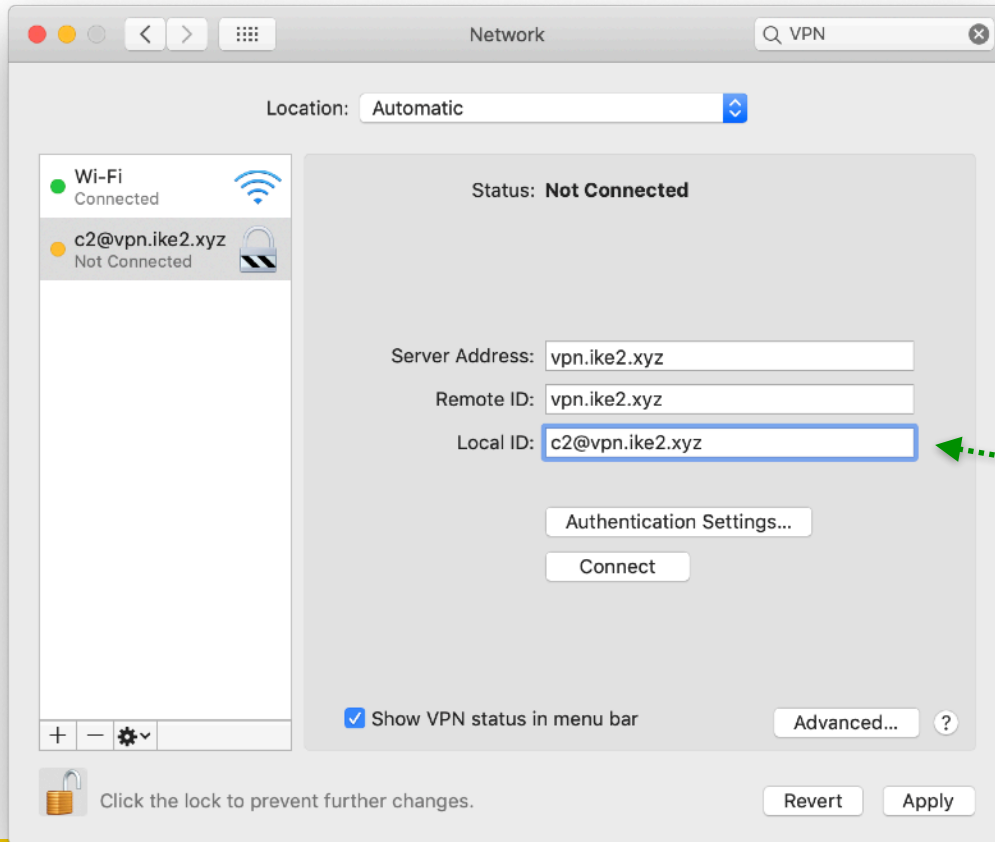 Network
VPN
Location: Automatic
Wi-Fi
Connected
c2@vpn.ike2.xyz
Not Connected
Status: Not Connected
Server Address: vpn.ike2.xyz
Remote ID: vpn.ike2.xyz
Local ID: c2@vpn.ike2.xyz
Authentication Settings...
Connect
Show VPN status in menu bar
Advanced... ?
Click the lock to prevent further changes.
Revert Apply